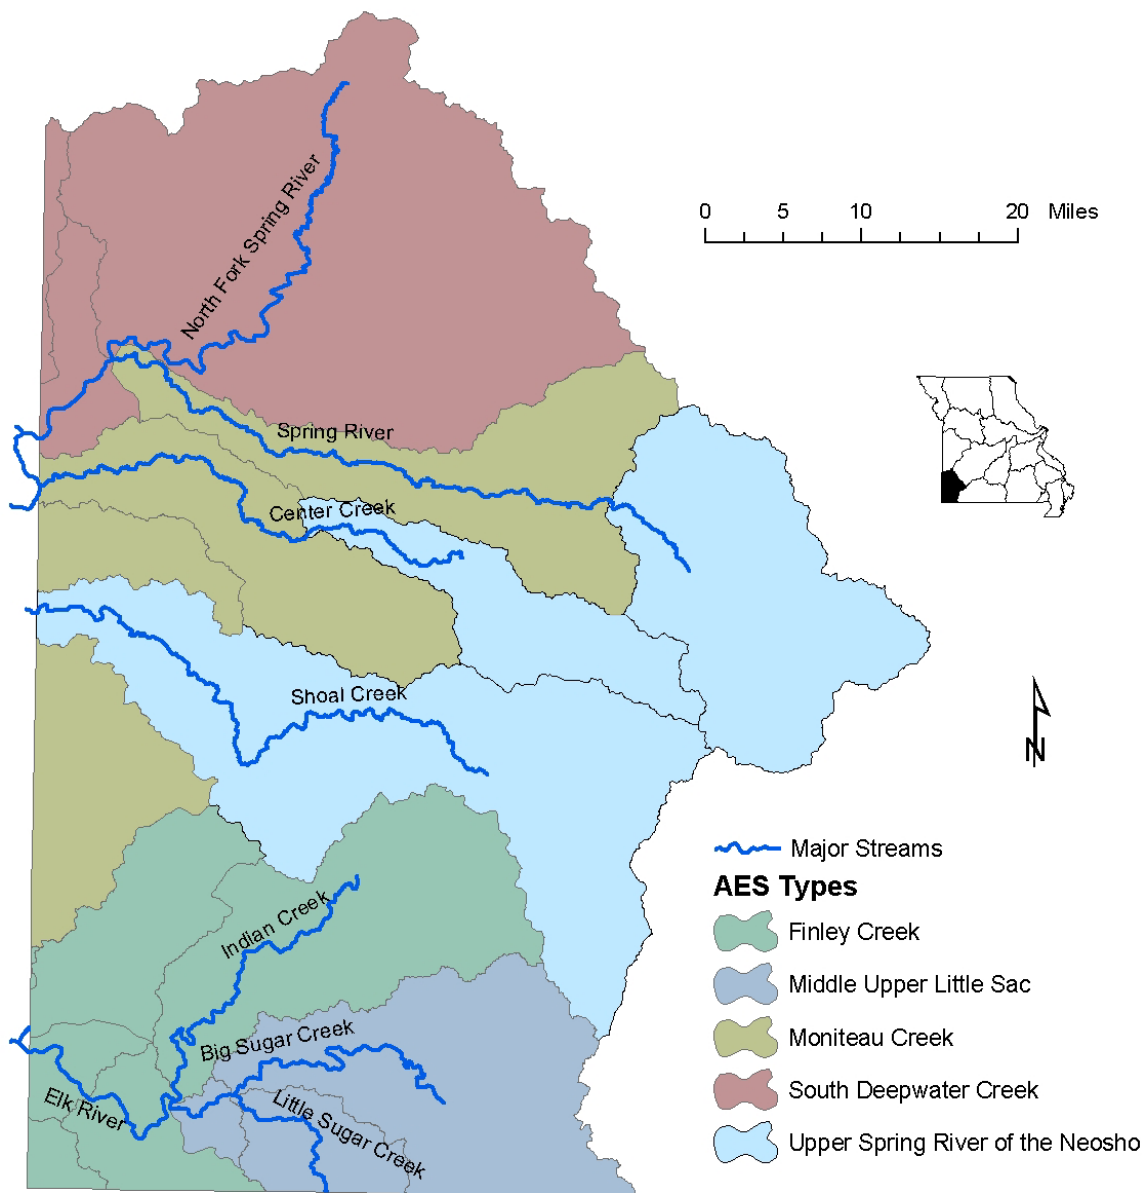 North Fork Spring River
0 5 10 20 Miles
Spring River
Center Creek
Shoal Creek
N
Major Streams
AES Types
Indian Creek
Finley Creek
Middle Upper Little Sac
Big Sugar Creek
Moniteau Creek
Elk River
Little Sugar Creek
South Deepwater Creek
Upper Spring River of the Neosho